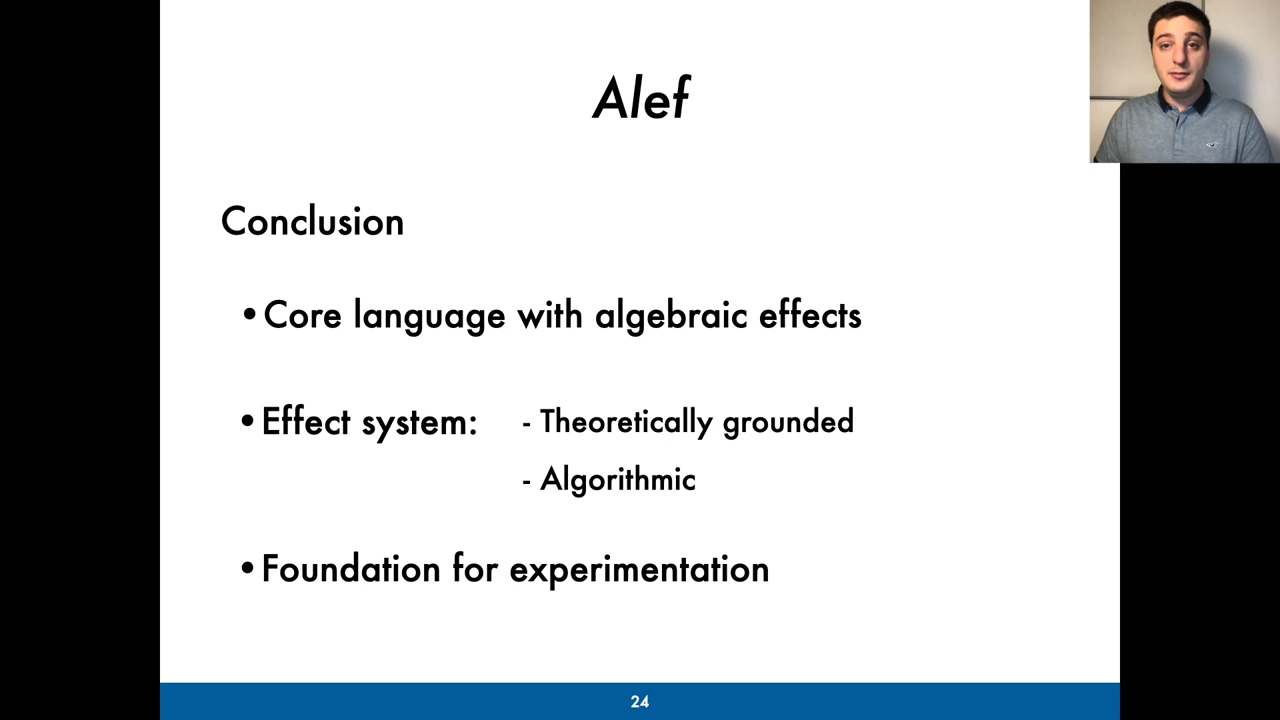 Alef
Conclusion
• Core language with algebraic effects
• Effect system: - Theoretically grounded
- Algorithmic
• Foundation for experimentation
24